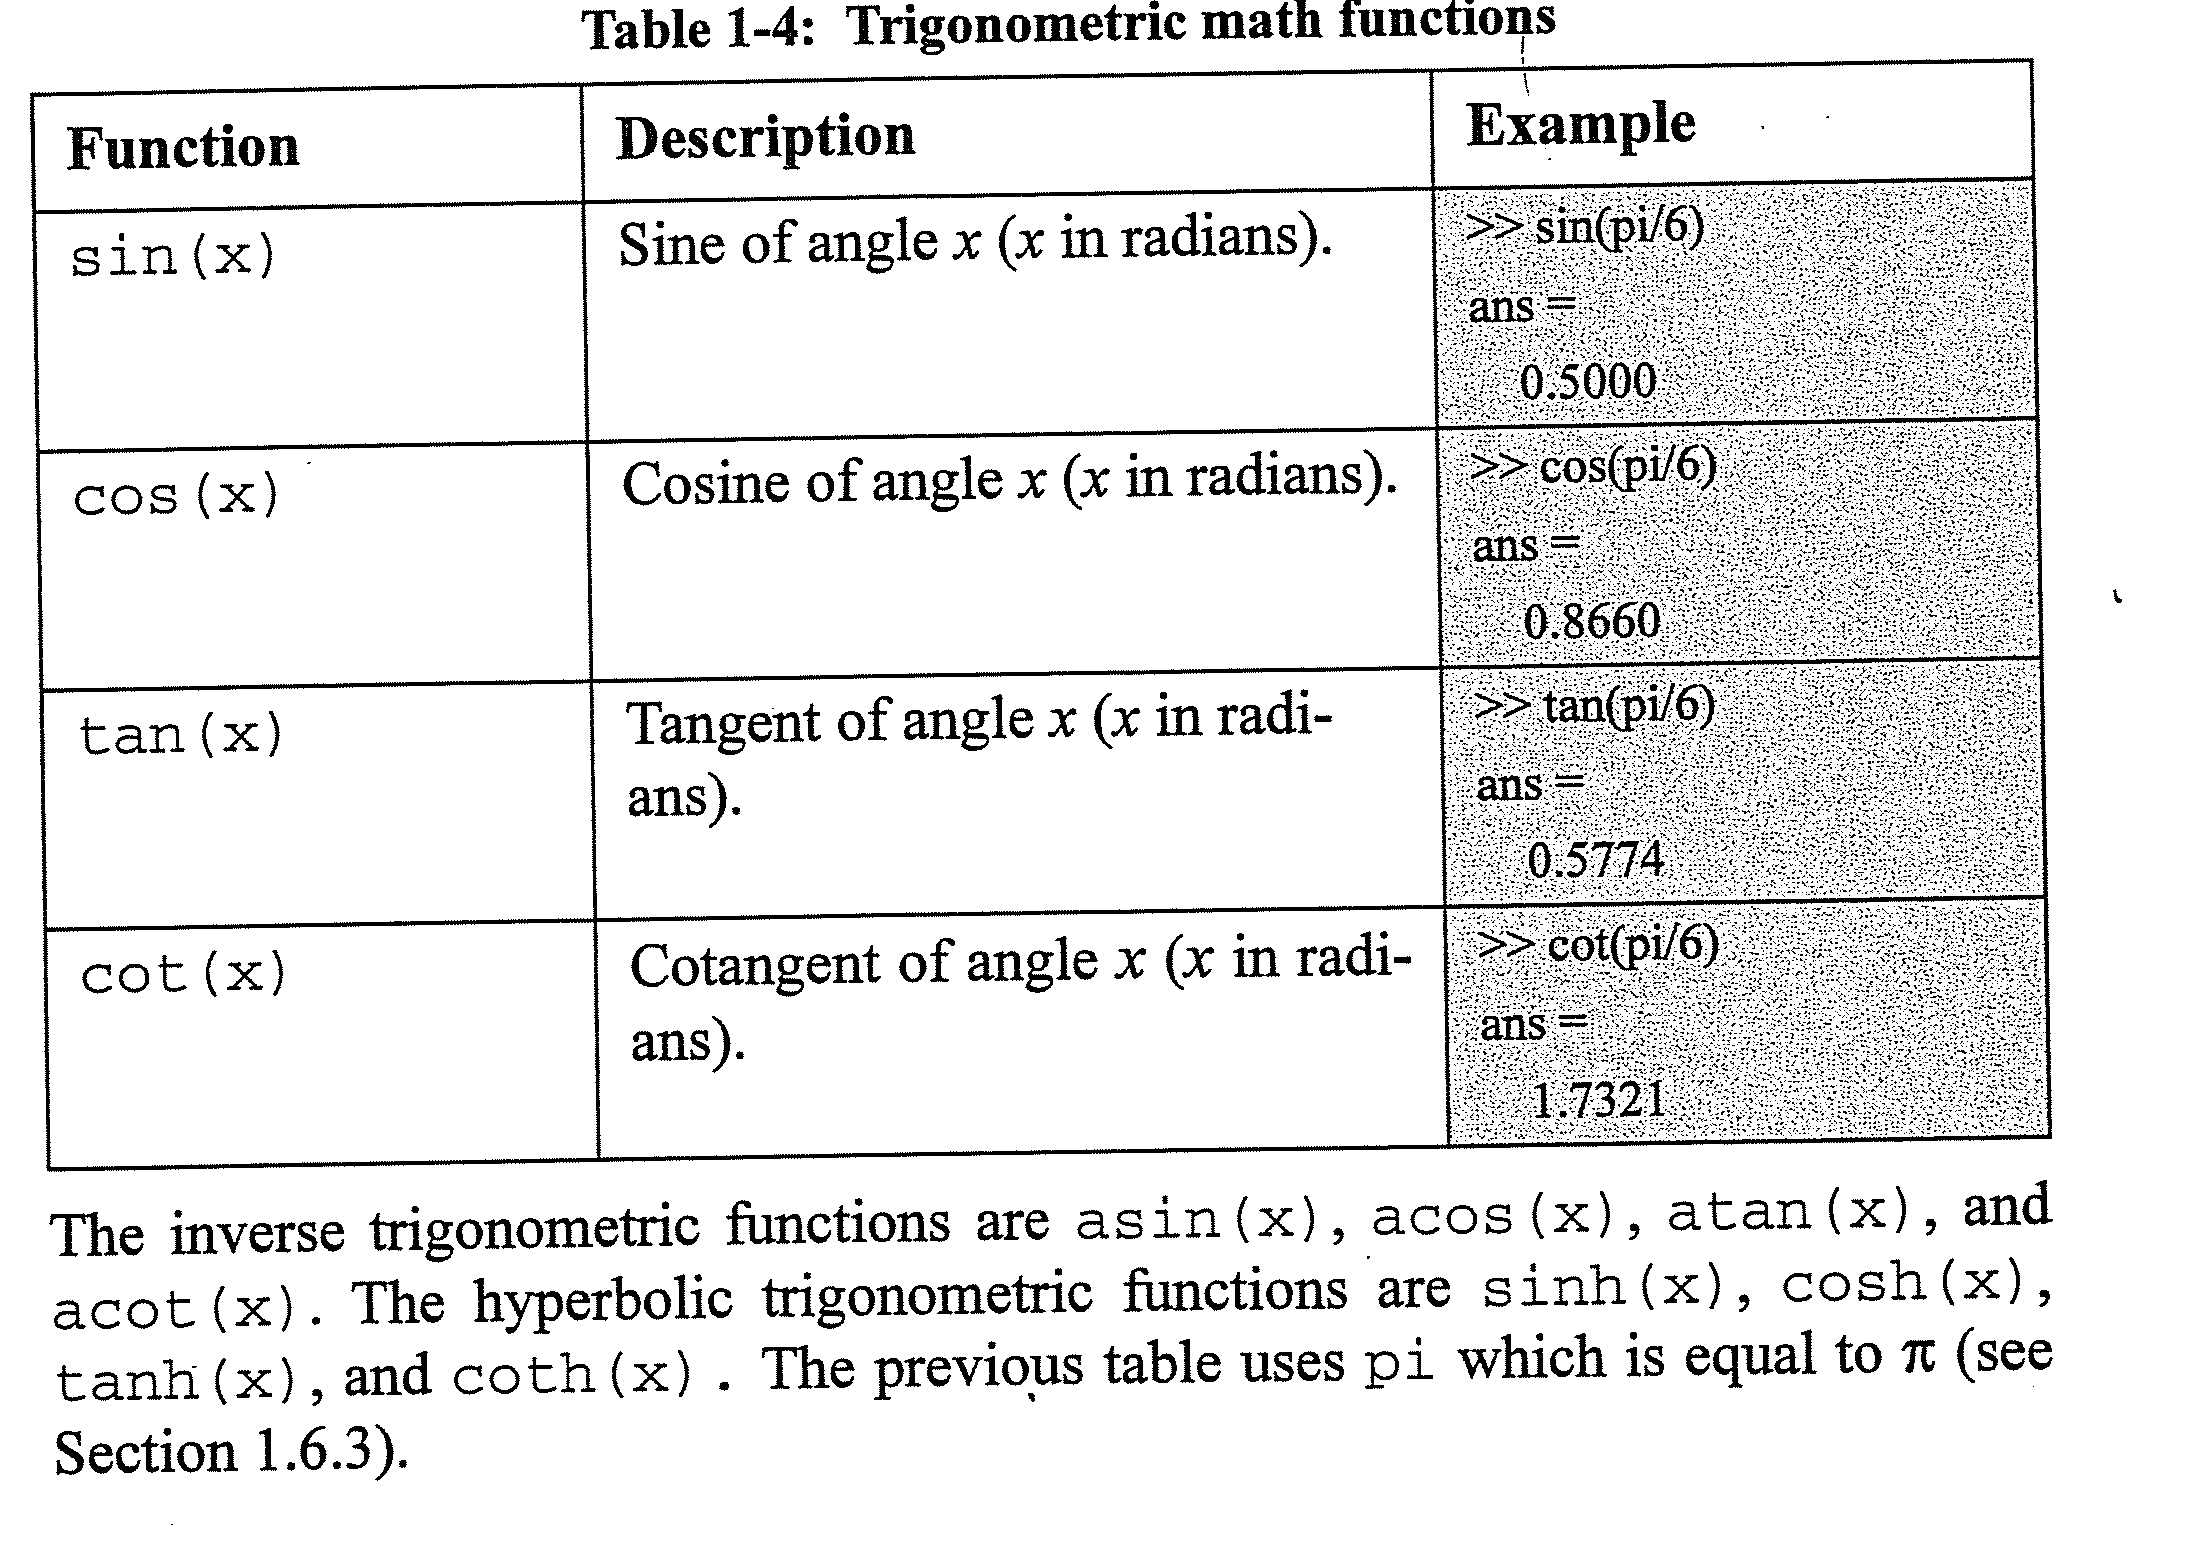 Table 1-4: Trigonometric math functions
Function Description Example
sin(x) Sine of angle x (x in radians). >> sin(pi/6)
ans =
0.5000
cos(x) Cosine of angle x (x in radians). >> cos(pi/6)
ans =
0.8660
tan(x) Tangent of angle x (x in radi- >> tan(pi/6)
ans). ans =
0.5774
cot(x) Cotangent of angle x (x in radi- >> cot(pi/6)
ans). ans =
1.7321
The inverse trigonometric functions are asin(x), acos(x), atan(x), and
acot(x). The hyperbolic trigonometric functions are sinh(x), cosh(x),
tanh(x), and coth(x) . The previous table uses pi which is equal to π (see
Section 1.6.3).